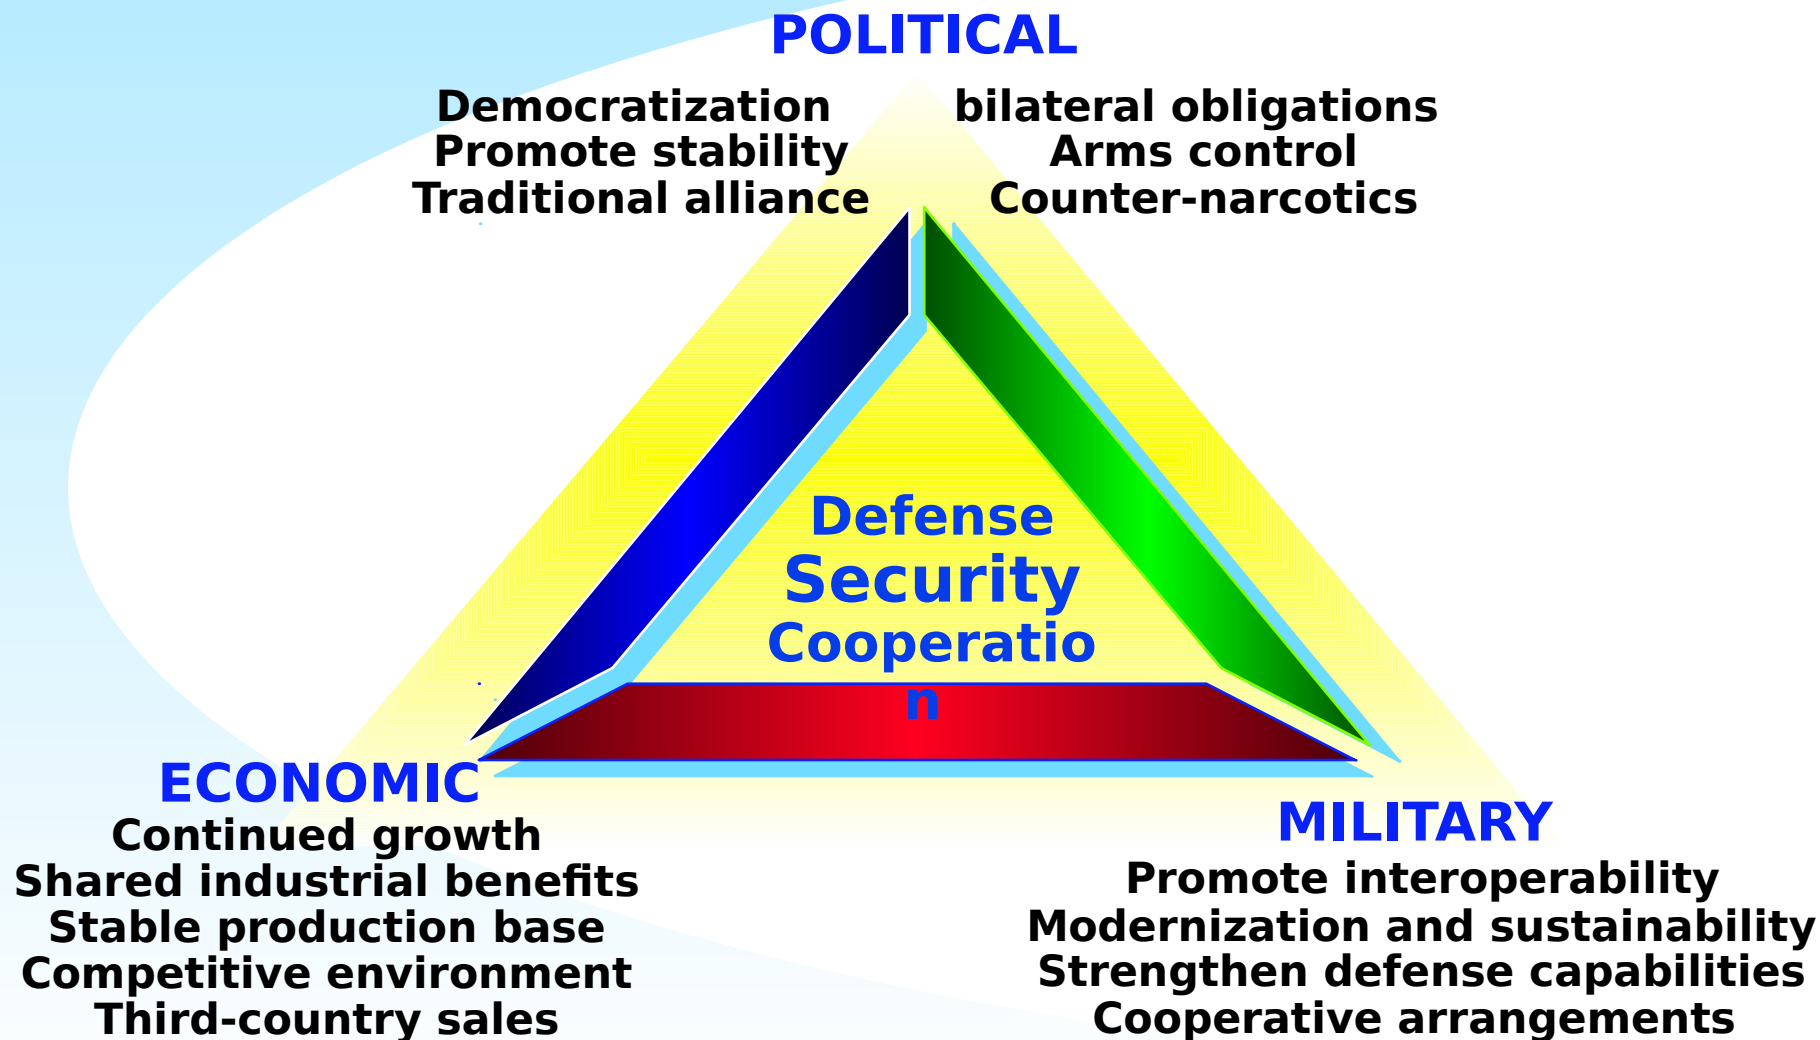 POLITICAL
Democratization
Promote stability
Traditional alliance
bilateral obligations
Arms control
Counter-narcotics
Defense
Security
Cooperatio
n
ECONOMIC
Continued growth
Shared industrial benefits
Stable production base
Competitive environment
Third-country sales
MILITARY
Promote interoperability
Modernization and sustainability
Strengthen defense capabilities
Cooperative arrangements